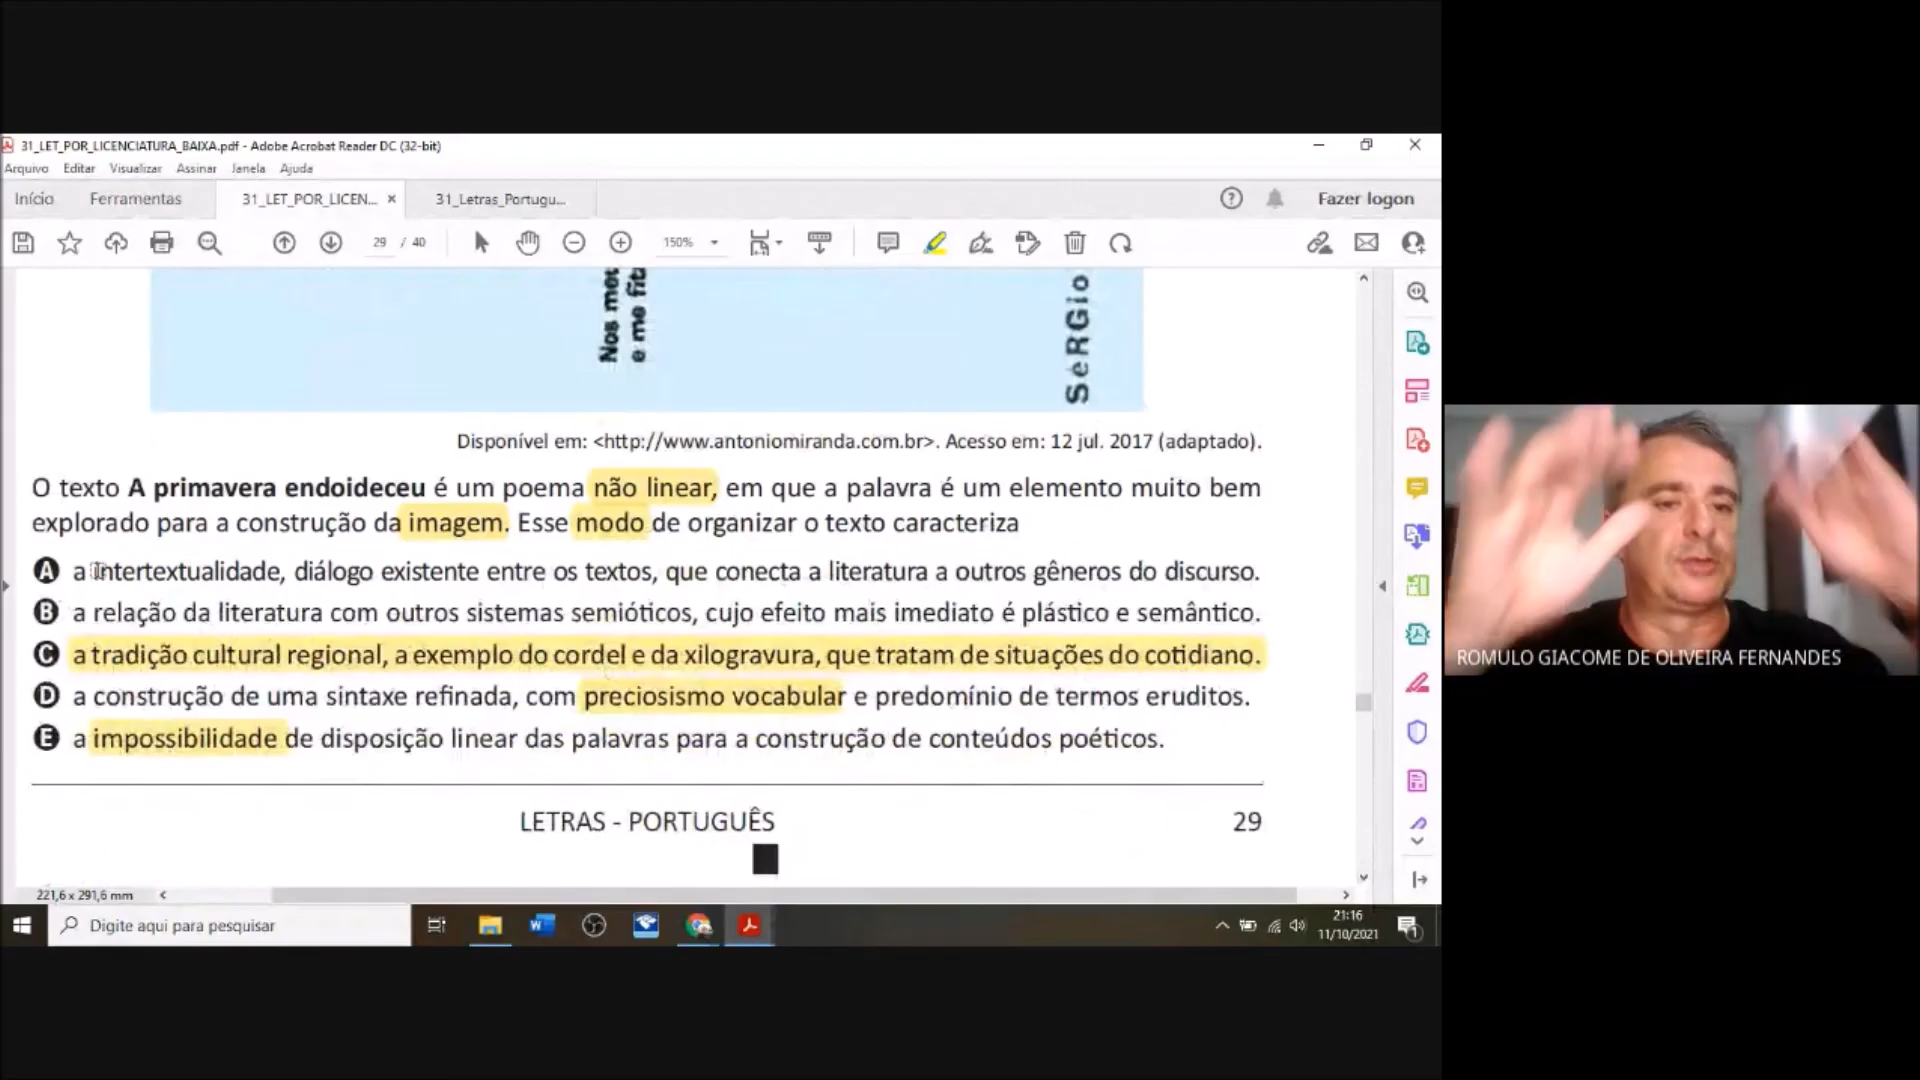 31_LET_POR_LICENCIATURA_BAIXA.pdf - Adobe Acrobat Reader DC (32-bit)
Arquivo Editar Visualizar Assinar Janela Ajuda
Início Ferramentas 31_LET_POR_LICEN... × 31_Letras_Portugu... Fazer logon
29 / 40 150%
Nos
e me
SéRGio
Disponível em: <http://www.antoniomiranda.com.br>. Acesso em: 12 jul. 2017 (adaptado).
O texto A primavera endoideceu é um poema não linear, em que a palavra é um elemento muito bem
explorado para a construção da imagem. Esse modo de organizar o texto caracteriza
A a intertextualidade, diálogo existente entre os textos, que conecta a literatura a outros gêneros do discurso.
B a relação da literatura com outros sistemas semióticos, cujo efeito mais imediato é plástico e semântico.
C a tradição cultural regional, a exemplo do cordel e da xilogravura, que tratam de situações do cotidiano.
D a construção de uma sintaxe refinada, com preciosismo vocabular e predomínio de termos eruditos.
E a impossibilidade de disposição linear das palavras para a construção de conteúdos poéticos.
LETRAS - PORTUGUÊS 29
221,6 x 291,6 mm
Digite aqui para pesquisar
21:16
11/10/2021
1
ROMULO GIACOME DE OLIVEIRA FERNANDES